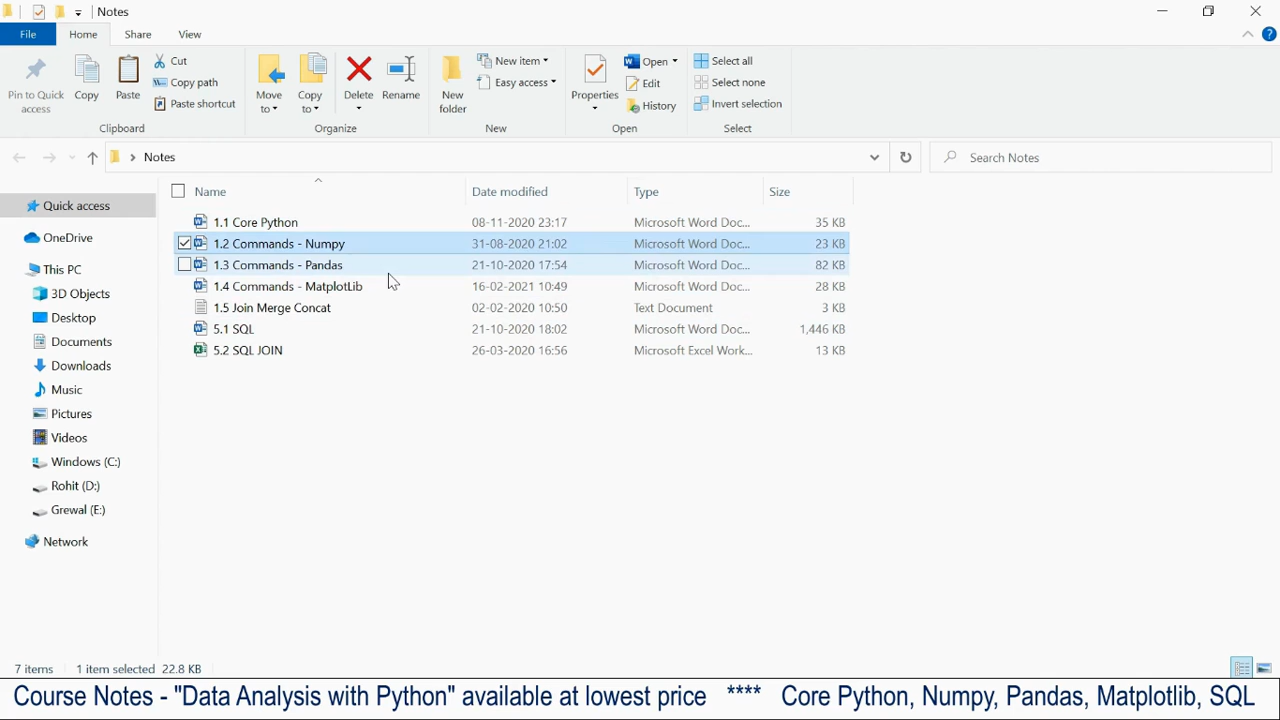 Notes
File Home Share View
Pin to Quick access
Copy
Paste
Cut
Copy path
Paste shortcut
Clipboard
Move to
Copy to
Delete
Rename
Organize
New folder
New item
Easy access
New
Properties
Open
Edit
History
Open
Select all
Select none
Invert selection
Select
Notes
Search Notes
Name Date modified Type Size
1.1 Core Python 08-11-2020 23:17 Microsoft Word Doc... 35 KB
1.2 Commands - Numpy 31-08-2020 21:02 Microsoft Word Doc... 23 KB
1.3 Commands - Pandas 21-10-2020 17:54 Microsoft Word Doc... 82 KB
1.4 Commands - MatplotLib 16-02-2021 10:49 Microsoft Word Doc... 28 KB
1.5 Join Merge Concat 02-02-2020 10:50 Text Document 3 KB
5.1 SQL 21-10-2020 18:02 Microsoft Word Doc... 1,446 KB
5.2 SQL JOIN 26-03-2020 16:56 Microsoft Excel Work... 13 KB
Quick access
OneDrive
This PC
3D Objects
Desktop
Documents
Downloads
Music
Pictures
Videos
Windows (C:)
Rohit (D:)
Grewal (E:)
Network
7 items 1 item selected 22.8 KB
Course Notes - "Data Analysis with Python" available at lowest price **** Core Python, Numpy, Pandas, Matplotlib, SQL